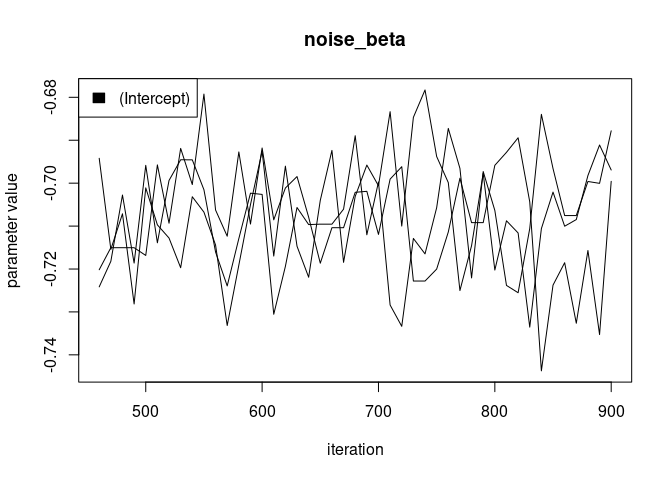 noise_beta
(Intercept)
parameter value
-0.68
-0.70
-0.72
-0.74
500
600
700
800
900
iteration